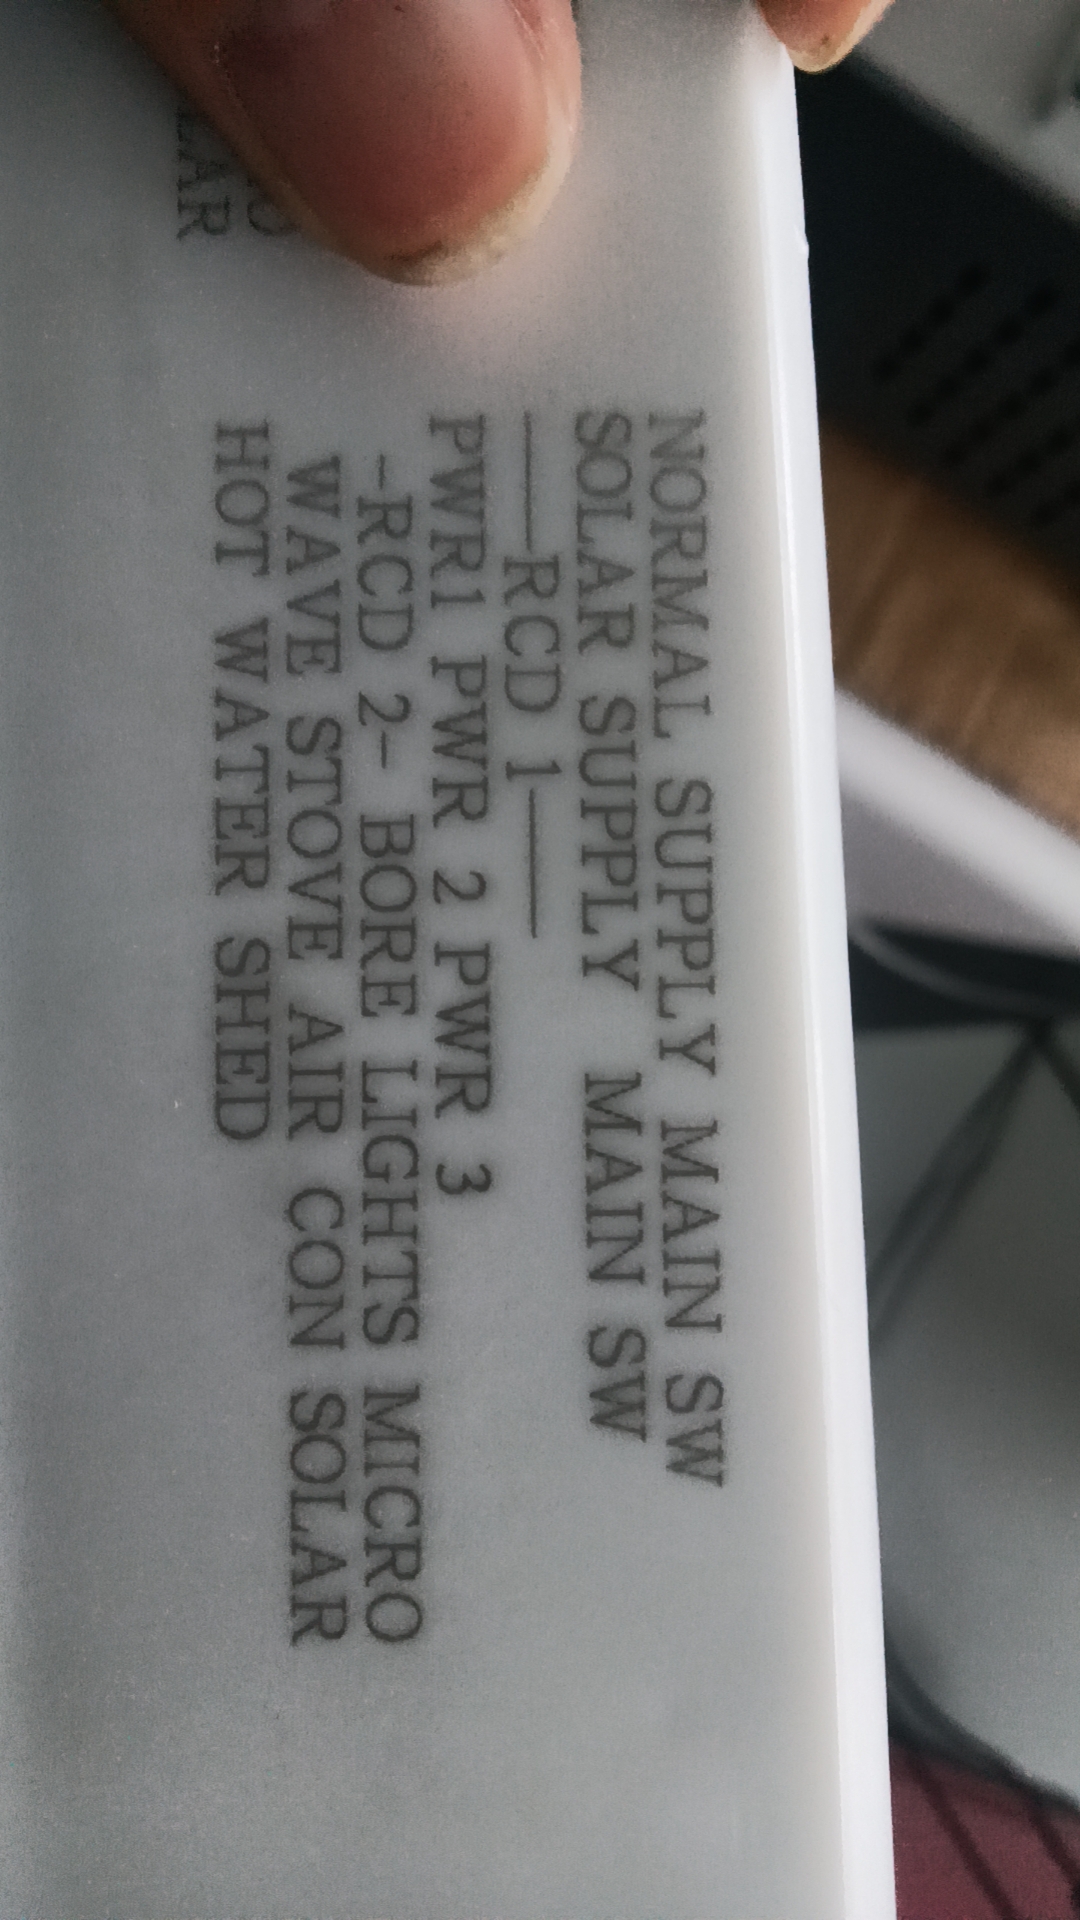 NORMAL SUPPLY MAIN SW
SOLAR SUPPLY MAIN SW
——RCD 1——
PWR1 PWR 2 PWR 3
-RCD 2- BORE LIGHTS MICRO
WAVE STOVE AIR CON SOLAR
HOT WATER SHED